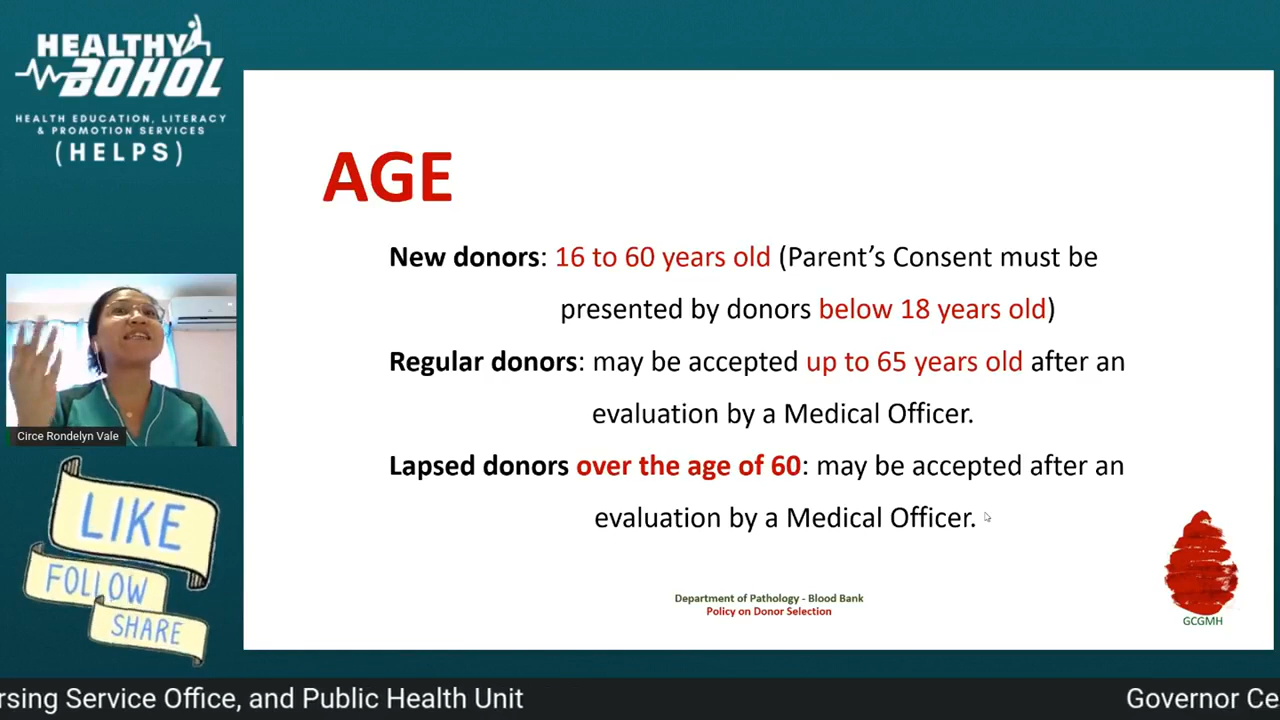 HEALTHY
BOHOL
HEALTH EDUCATION, LITERACY
& PROMOTION SERVICES
(HELPS)
AGE
New donors: 16 to 60 years old (Parent's Consent must be
presented by donors below 18 years old)
Regular donors: may be accepted up to 65 years old after an
evaluation by a Medical Officer.
Lapsed donors over the age of 60: may be accepted after an
evaluation by a Medical Officer.
Department of Pathology - Blood Bank
Policy on Donor Selection
GCGMH
Circe Rondelyn Vale
LIKE
FOLLOW
SHARE
rsing Service Office, and Public Health Unit
Governor Ce